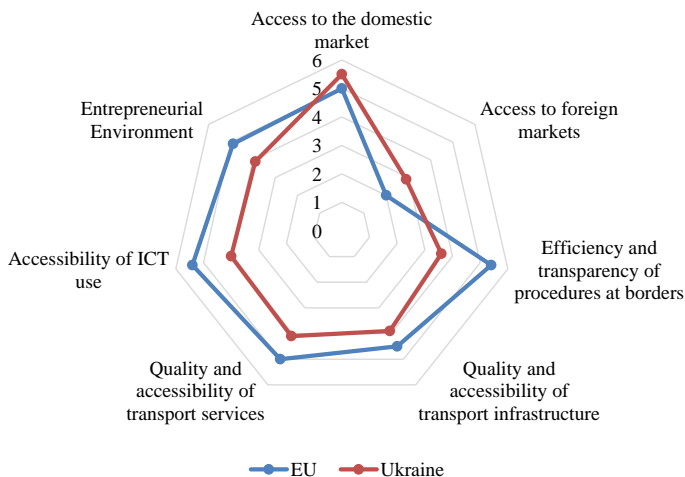 Access to the domestic
market
6
5
4
3
2
1
0
Access to foreign
markets
Efficiency and
transparency of
procedures at borders
Quality and
accessibility of
transport infrastructure
Quality and
accessibility of
transport services
Accessibility of ICT
use
Entrepreneurial
Environment
EU
Ukraine